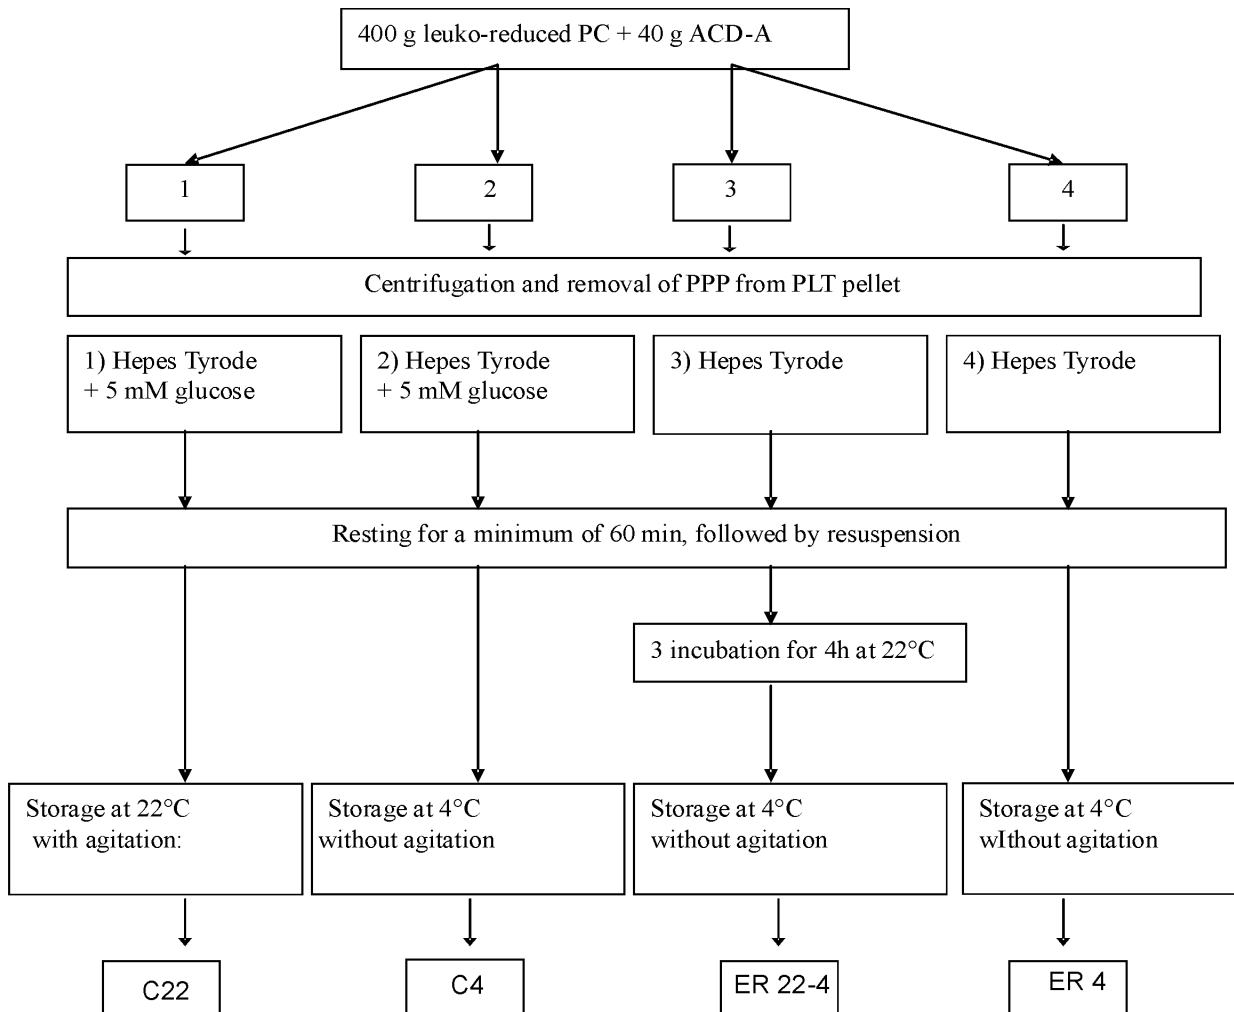 400 g leuko-reduced PC + 40 g ACD-A
1
2
3
4
Centrifugation and removal of PPP from PLT pellet
1) Hepes Tyrode
+ 5 mM glucose
2) Hepes Tyrode
+ 5 mM glucose
3) Hepes Tyrode
4) Hepes Tyrode
Resting for a minimum of 60 min, followed by resuspension
3 incubation for 4h at 22°C
Storage at 22°C
with agitation:
Storage at 4°C
without agitation
Storage at 4°C
without agitation
Storage at 4°C
wIthout agitation
C22
C4
ER 22-4
ER 4